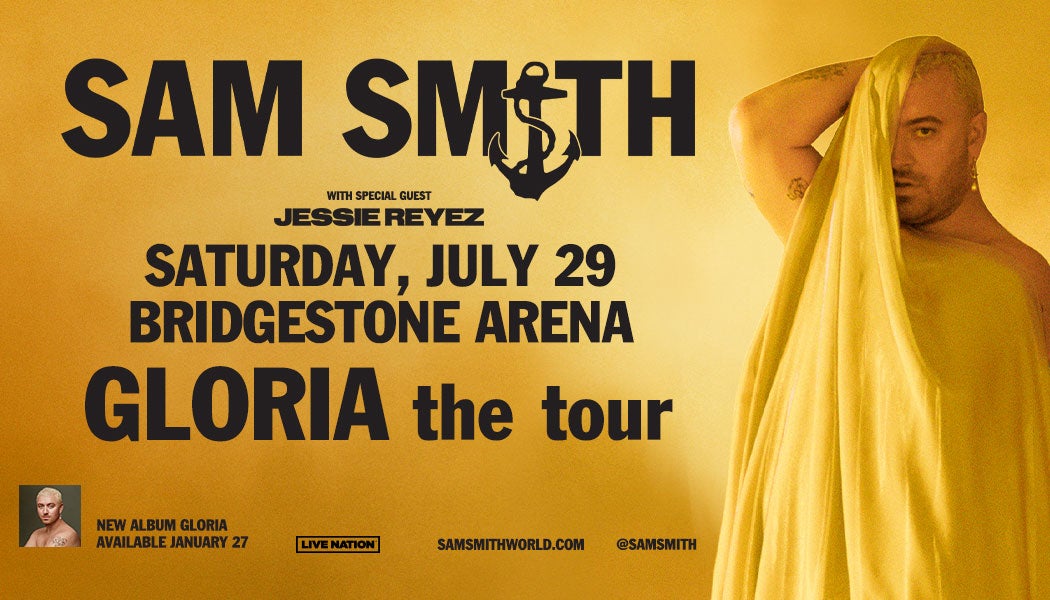 SAM SMITH
WITH SPECIAL GUEST
JESSIE REYEZ
SATURDAY, JULY 29
BRIDGESTONE ARENA
GLORIA the tour
NEW ALBUM GLORIA
AVAILABLE JANUARY 27
LIVE NATION
SAMSMITHWORLD.COM
@SAMSMITH